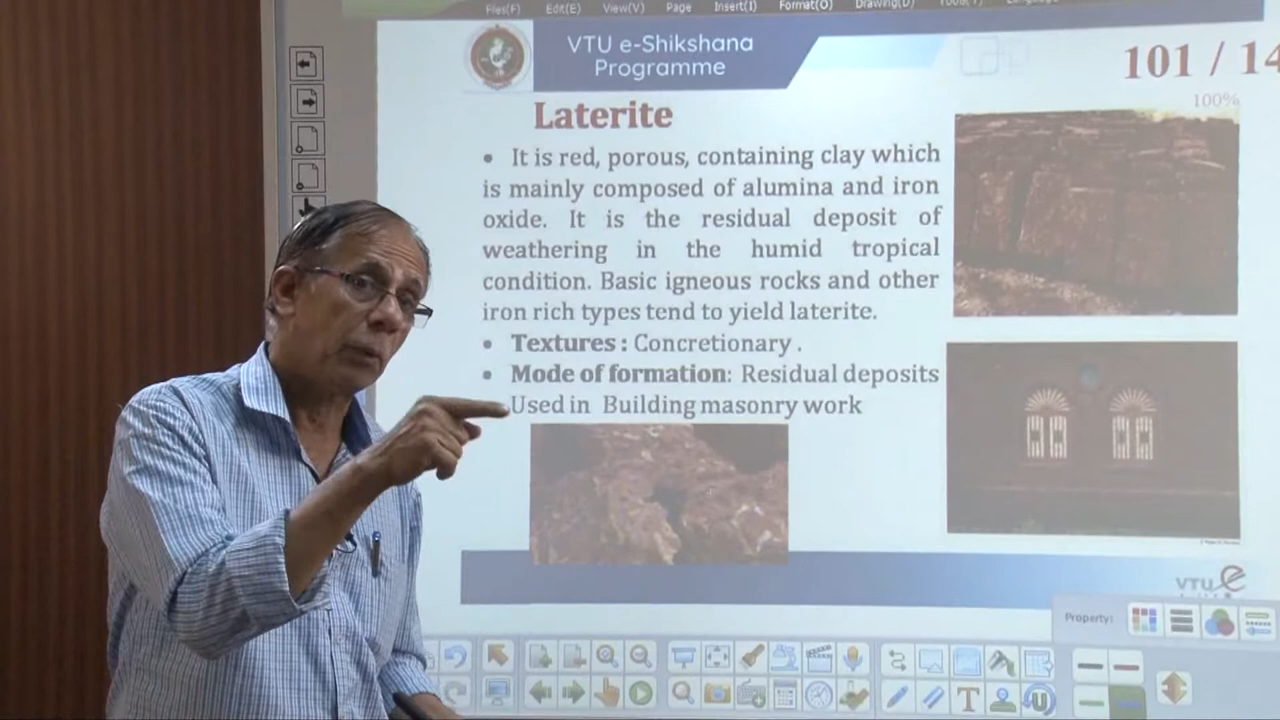 Files(F) Edit(E) View(V) Page Insert(I) Format(O) Drawing(D)
VTU e-Shikshana
Programme
101 / 14
100%
Laterite
• It is red, porous, containing clay which
is mainly composed of alumina and iron
oxide. It is the residual deposit of
weathering in the humid tropical
condition. Basic igneous rocks and other
iron rich types tend to yield laterite.
• Textures : Concretionary .
• Mode of formation: Residual deposits
Used in Building masonry work
VTU e
Property: